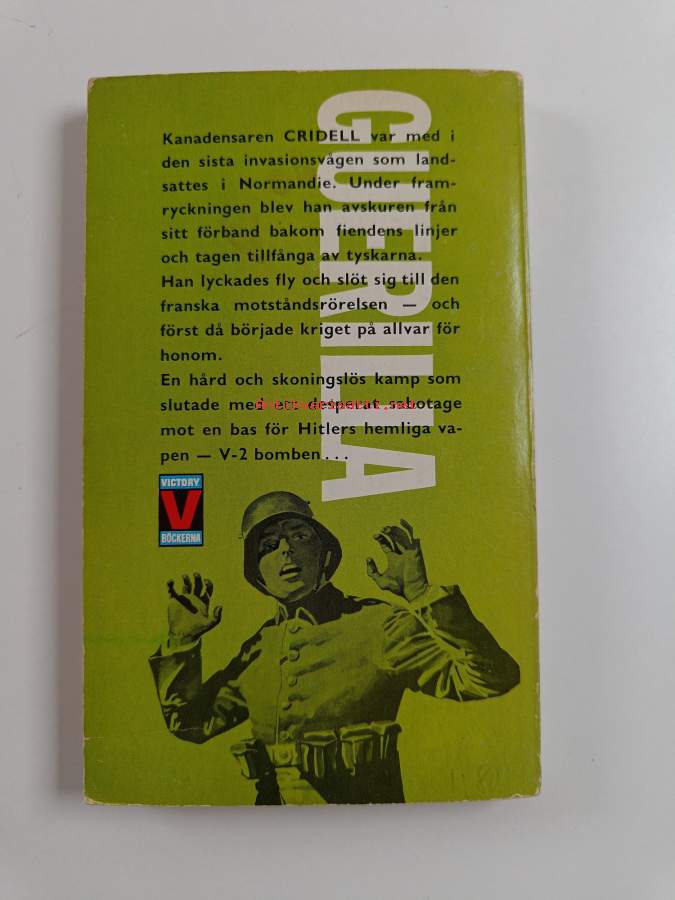 GUERILLA
Kanadensaren CRIDELL var med i
den sista invasionsvågen som land-
sattes i Normandie. Under fram-
ryckningen blev han avskuren från
sitt förband bakom fiendens linjer
och tagen tillfånga av tyskarna.
Han lyckades fly och slöt sig till den
franska motståndsrörelsen — och
först då började kriget på allvar för
honom.
En hård och skoningslös kamp som
slutade med ett desperat sabotage
mot en bas för Hitlers hemliga va-
pen — V-2 bomben...
VICTORY
V
BÖCKERNA